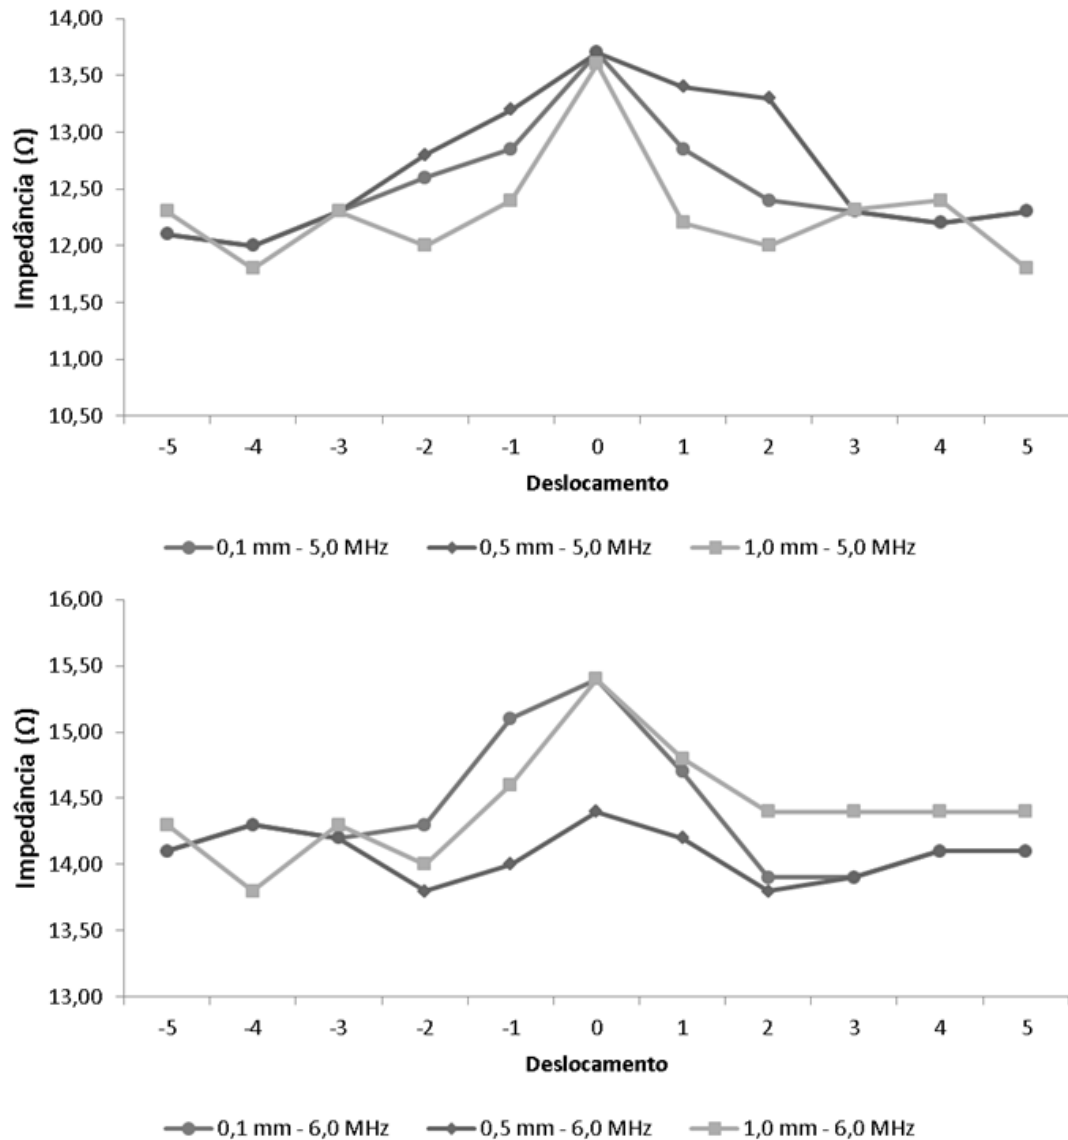 14,00
13,50
13,00
12,50
12,00
11,50
11,00
10,50
Impedância (Ω)
-5 -4 -3 -2 -1 0 1 2 3 4 5
Deslocamento
0,1 mm - 5,0 MHz 0,5 mm - 5,0 MHz 1,0 mm - 5,0 MHz
16,00
15,50
15,00
14,50
14,00
13,50
13,00
Impedância (Ω)
-5 -4 -3 -2 -1 0 1 2 3 4 5
Deslocamento
0,1 mm - 6,0 MHz 0,5 mm - 6,0 MHz 1,0 mm - 6,0 MHz